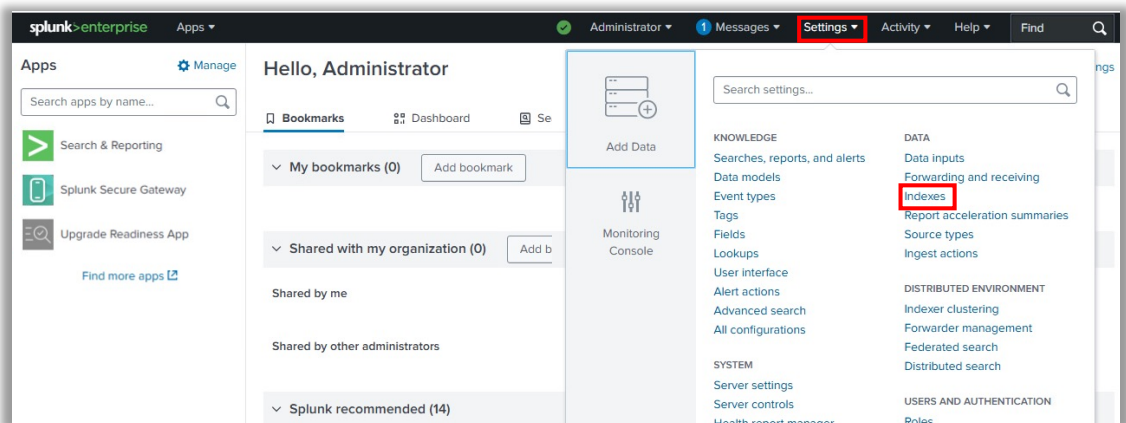 splunk>enterprise Apps
Administrator 1 Messages Settings Activity Help Find
Apps Manage
Search apps by name...
Search & Reporting
Splunk Secure Gateway
Upgrade Readiness App
Find more apps
Hello, Administrator
Bookmarks Dashboard Se
My bookmarks (0) Add bookmark
Shared with my organization (0) Add b
Shared by me
Shared by other administrators
Splunk recommended (14)
Add Data
Monitoring
Console
Search settings...
ngs
KNOWLEDGE
Searches, reports, and alerts
Data models
Event types
Tags
Fields
Lookups
User interface
Alert actions
Advanced search
All configurations
SYSTEM
Server settings
Server controls
Health report manager
DATA
Data inputs
Forwarding and receiving
Indexes
Report acceleration summaries
Source types
Ingest actions
DISTRIBUTED ENVIRONMENT
Indexer clustering
Forwarder management
Federated search
Distributed search
USERS AND AUTHENTICATION
Roles